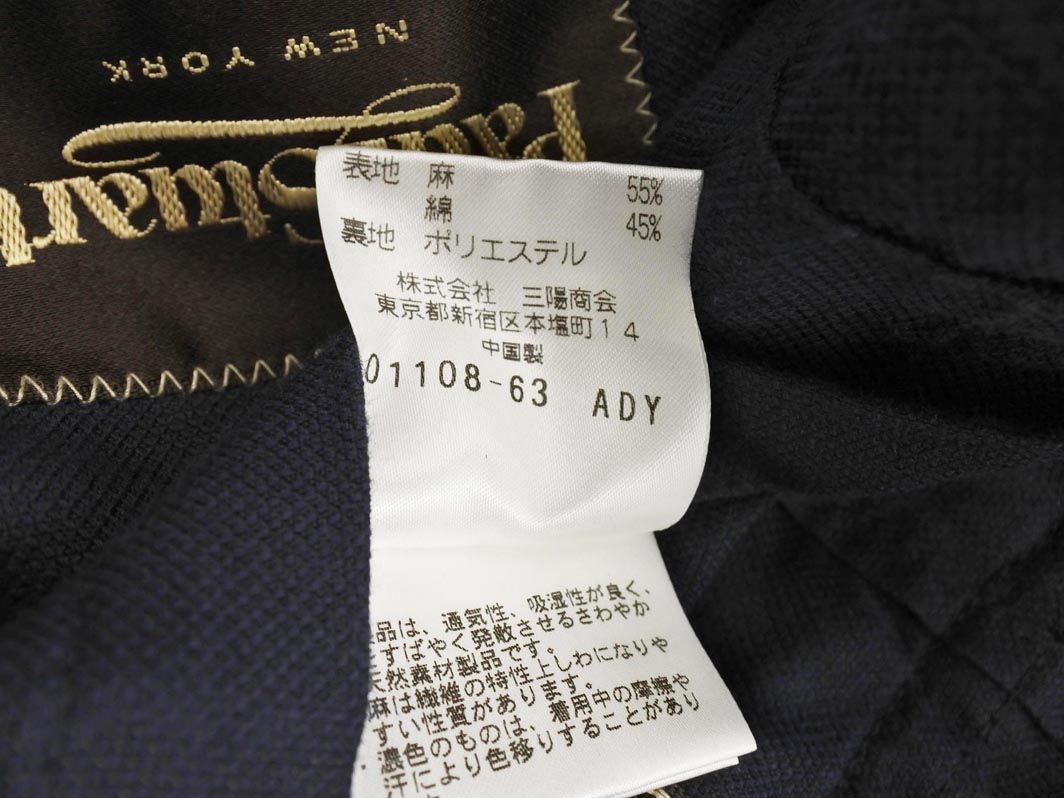 NEW YORK
Paul Stuart
表地 麻 55%
綿 45%
裏地 ポリエステル
株式会社 三陽商会
東京都新宿区本塩町14
中国製
01108-63 ADY
品は、通気性、吸湿性が良く、
すばやく発散させるさわやか
天然素材製品です。
麻は繊維の特性上しわになりや
すい性質があります。
濃色のものは、着用中の摩擦や
汗により色移りすることがあり